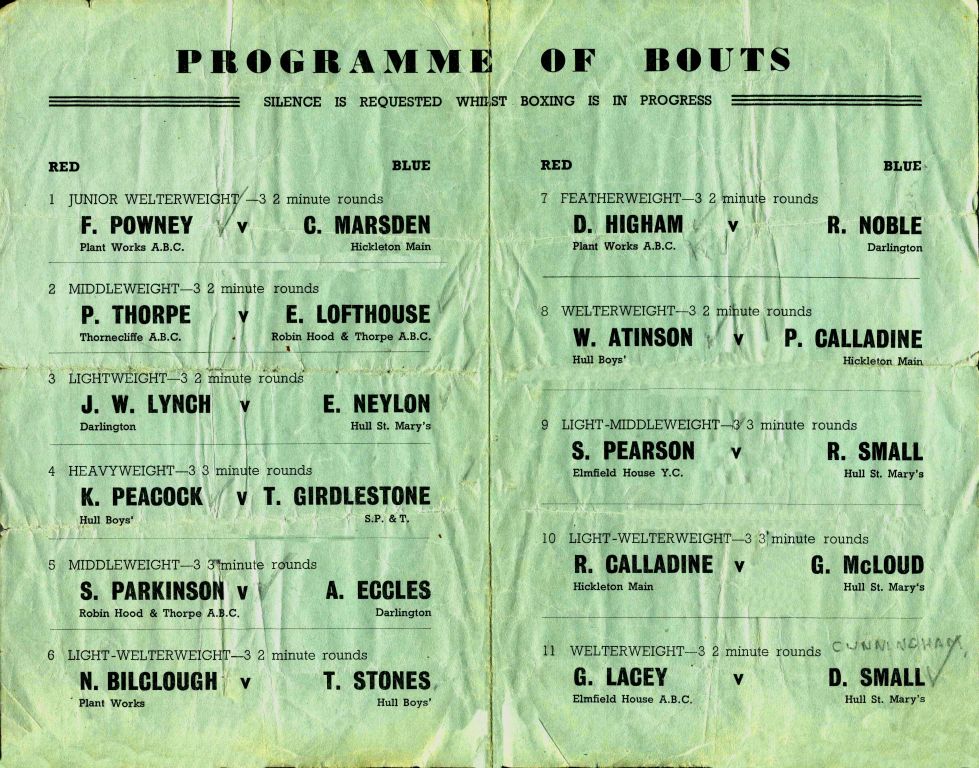 PROGRAMME OF BOUTS
SILENCE IS REQUESTED WHILST BOXING IS IN PROGRESS
RED BLUE
1 JUNIOR WELTERWEIGHT—3 2 minute rounds
F. POWNEY v C. MARSDEN
Plant Works A.B.C. Hickleton Main
2 MIDDLEWEIGHT—3 2 minute rounds
P. THORPE v E. LOFTHOUSE
Thornecliffe A.B.C. Robin Hood & Thorpe A.B.C.
3 LIGHTWEIGHT—3 2 minute rounds
J. W. LYNCH v E. NEYLON
Darlington Hull St. Mary's
4 HEAVYWEIGHT—3 3 minute rounds
K. PEACOCK v T. GIRDLESTONE
Hull Boys' S.P. & T.
5 MIDDLEWEIGHT—3 3 minute rounds
S. PARKINSON v A. ECCLES
Robin Hood & Thorpe A.B.C. Darlington
6 LIGHT-WELTERWEIGHT—3 2 minute rounds
N. BILCLOUGH v T. STONES
Plant Works Hull Boys'
RED BLUE
7 FEATHERWEIGHT—3 2 minute rounds
D. HIGHAM v R. NOBLE
Plant Works A.B.C. Darlington
8 WELTERWEIGHT—3 2 minute rounds
W. ATINSON v P. CALLADINE
Hull Boys' Hickleton Main
9 LIGHT-MIDDLEWEIGHT—3 3 minute rounds
S. PEARSON v R. SMALL
Elmfield House Y.C. Hull St. Mary's
10 LIGHT-WELTERWEIGHT—3 3 minute rounds
R. CALLADINE v G. McLOUD
Hickleton Main Hull St. Mary's
11 WELTERWEIGHT—3 2 minute rounds CUNNINGHAM
G. LACEY v D. SMALL
Elmfield House A.B.C. Hull St. Mary's